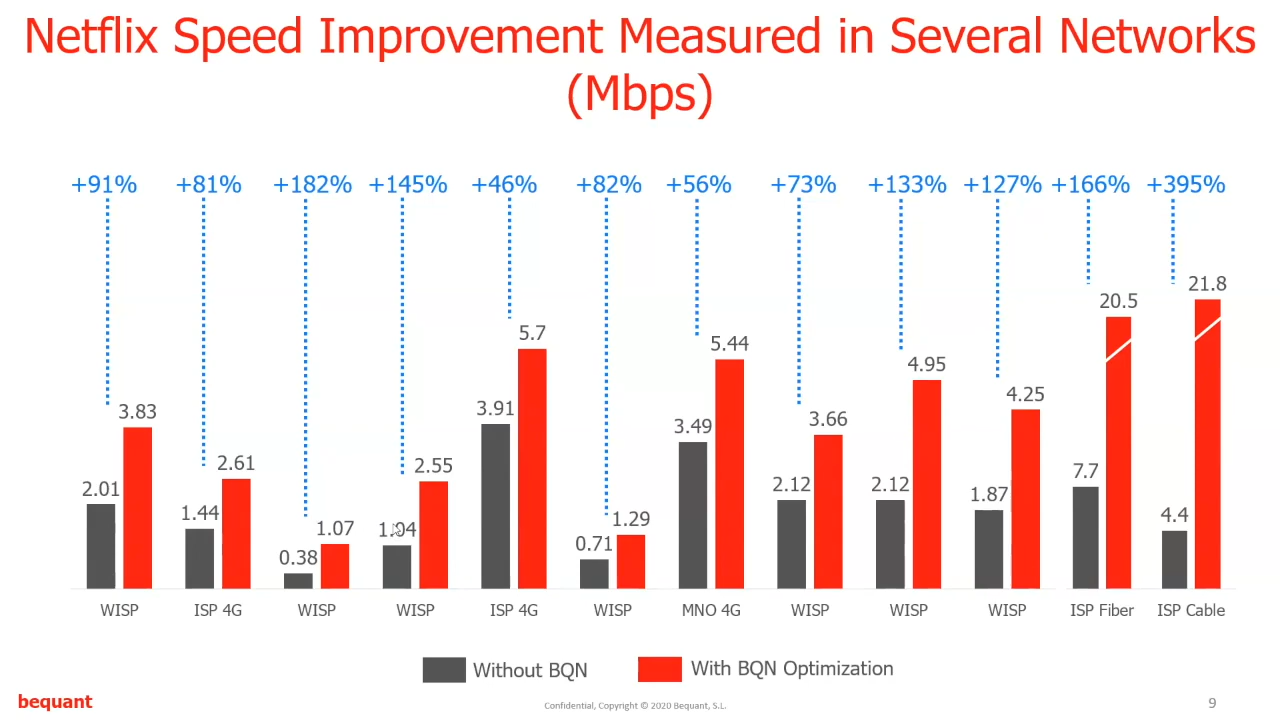 Netflix Speed Improvement Measured in Several Networks
(Mbps)
+91% +81% +182% +145% +46% +82% +56% +73% +133% +127% +166% +395%
2.01 3.83
1.44 2.61
0.38 1.07
1.04 2.55
3.91 5.7
0.71 1.29
3.49 5.44
2.12 3.66
2.12 4.95
1.87 4.25
7.7 20.5
4.4 21.8
WISP ISP 4G WISP WISP ISP 4G WISP MNO 4G WISP WISP WISP ISP Fiber ISP Cable
Without BQN With BQN Optimization
bequant Confidential, Copyright © 2020 Bequant, S.L. 9